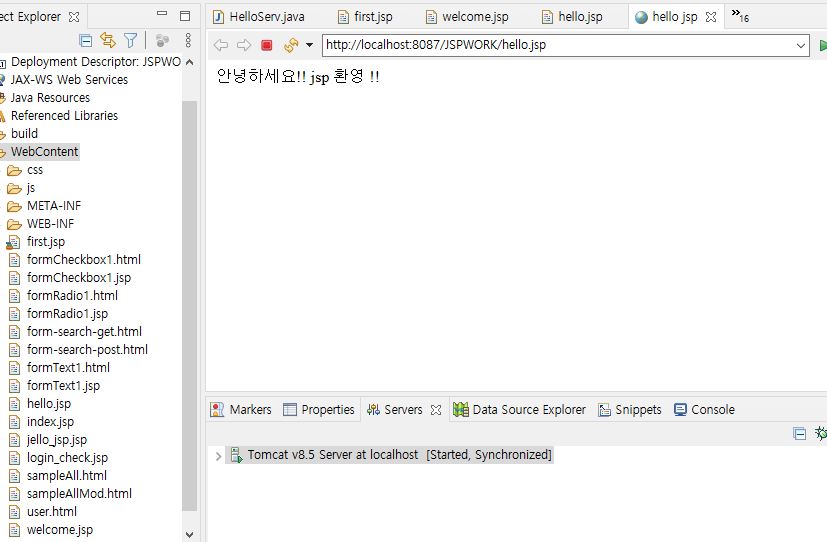 ect Explorer
HelloServ.java
first.jsp
welcome.jsp
hello.jsp
hello jsp
16
http://localhost:8087/JSPWORK/hello.jsp
안녕하세요!! jsp 환영 !!
Deployment Descriptor: JSPWO
JAX-WS Web Services
Java Resources
Referenced Libraries
build
WebContent
css
js
META-INF
WEB-INF
first.jsp
formCheckbox1.html
formCheckbox1.jsp
formRadio1.html
formRadio1.jsp
form-search-get.html
form-search-post.html
formText1.html
formText1.jsp
hello.jsp
index.jsp
jello_jsp.jsp
login_check.jsp
sampleAll.html
sampleAllMod.html
user.html
welcome.jsp
Markers
Properties
Servers
Data Source Explorer
Snippets
Console
Tomcat v8.5 Server at localhost [Started, Synchronized]